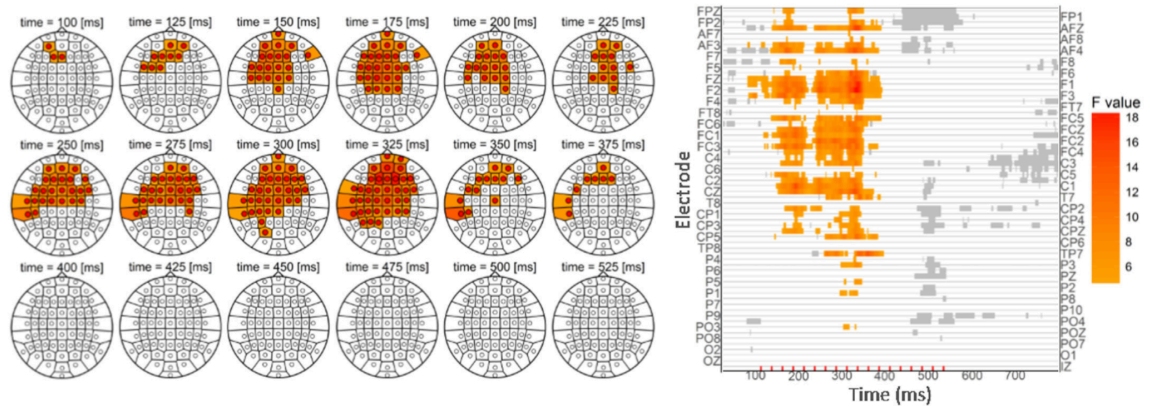 time = 100 [ms] time = 125 [ms] time = 150 [ms] time = 175 [ms] time = 200 [ms] time = 225 [ms]
time = 250 [ms] time = 275 [ms] time = 300 [ms] time = 325 [ms] time = 350 [ms] time = 375 [ms]
time = 400 [ms] time = 425 [ms] time = 450 [ms] time = 475 [ms] time = 500 [ms] time = 525 [ms]
Electrode
FPZ
FP2
AF7
AF3
F7
F5
FZ
F2
F4
FT8
FC6
FC1
FC3
C4
C6
CZ
T8
CP1
CP3
CP5
TP8
P4
P6
P5
P7
P9
PO3
PO8
O2
OZ
FP1
AFZ
AF8
AF4
F8
F6
F1
F3
FT7
FC5
FCZ
FC2
FC4
C3
C5
C1
T7
CP2
CP4
CPZ
CP6
TP7
P3
PZ
P2
P8
P10
PO4
POZ
PO7
O1
IZ
100 200 300 400 500 600 700
Time (ms)
F value
18
16
14
12
10
8
6